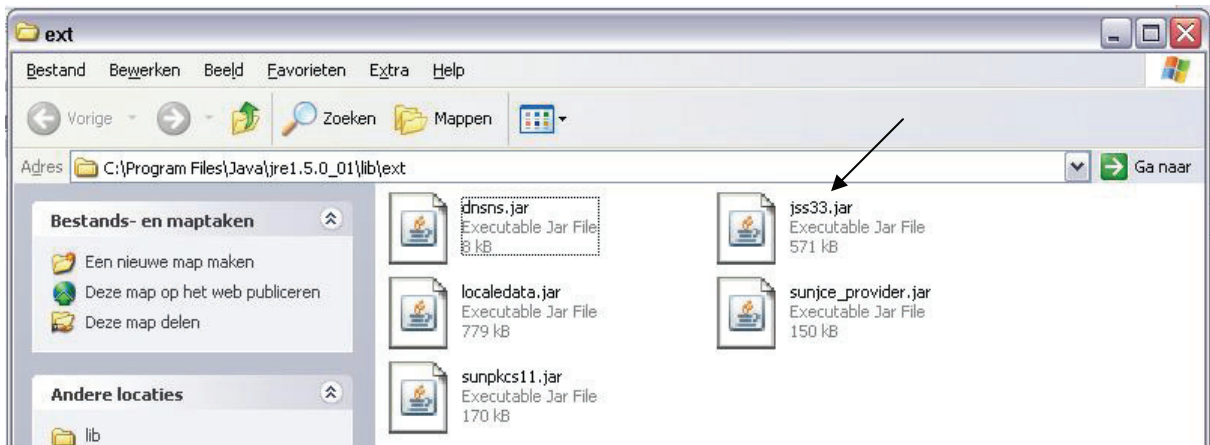 ext
Bestand Bewerken Beeld Favorieten Extra Help
Vorige Zoeken Mappen
Adres C:\Program Files\Java\jre1.5.0_01\lib\ext Ga naar
Bestands- en maptaken
Een nieuwe map maken
Deze map op het web publiceren
Deze map delen
Andere locaties
lib
dnsns.jar
Executable Jar File
8 kB
jss33.jar
Executable Jar File
571 kB
localedata.jar
Executable Jar File
779 kB
sunjce_provider.jar
Executable Jar File
150 kB
sunpkcs11.jar
Executable Jar File
170 kB